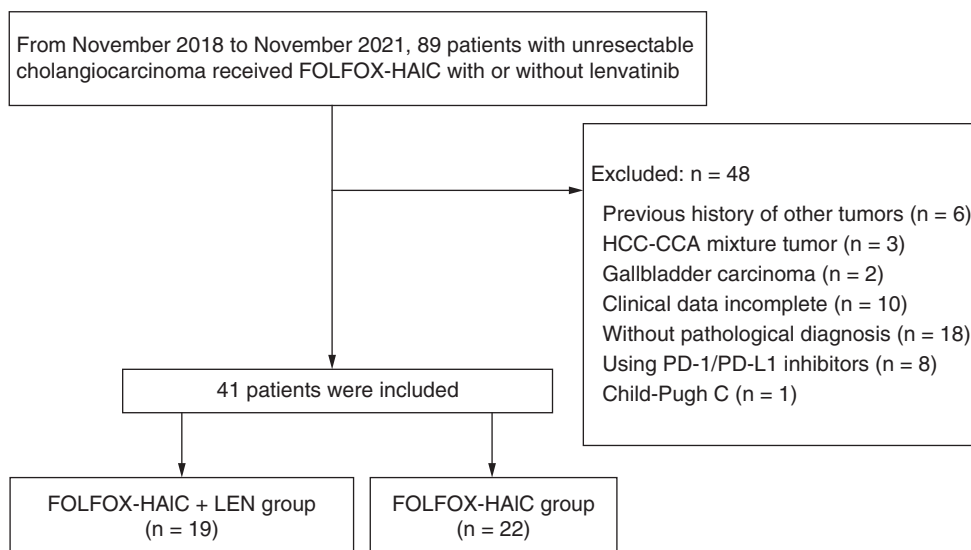 From November 2018 to November 2021, 89 patients with unresectable
cholangiocarcinoma received FOLFOX-HAIC with or without lenvatinib
Excluded: n = 48
Previous history of other tumors (n = 6)
HCC-CCA mixture tumor (n = 3)
Gallbladder carcinoma (n = 2)
Clinical data incomplete (n = 10)
Without pathological diagnosis (n = 18)
Using PD-1/PD-L1 inhibitors (n = 8)
Child-Pugh C (n = 1)
41 patients were included
FOLFOX-HAIC + LEN group
(n = 19)
FOLFOX-HAIC group
(n = 22)